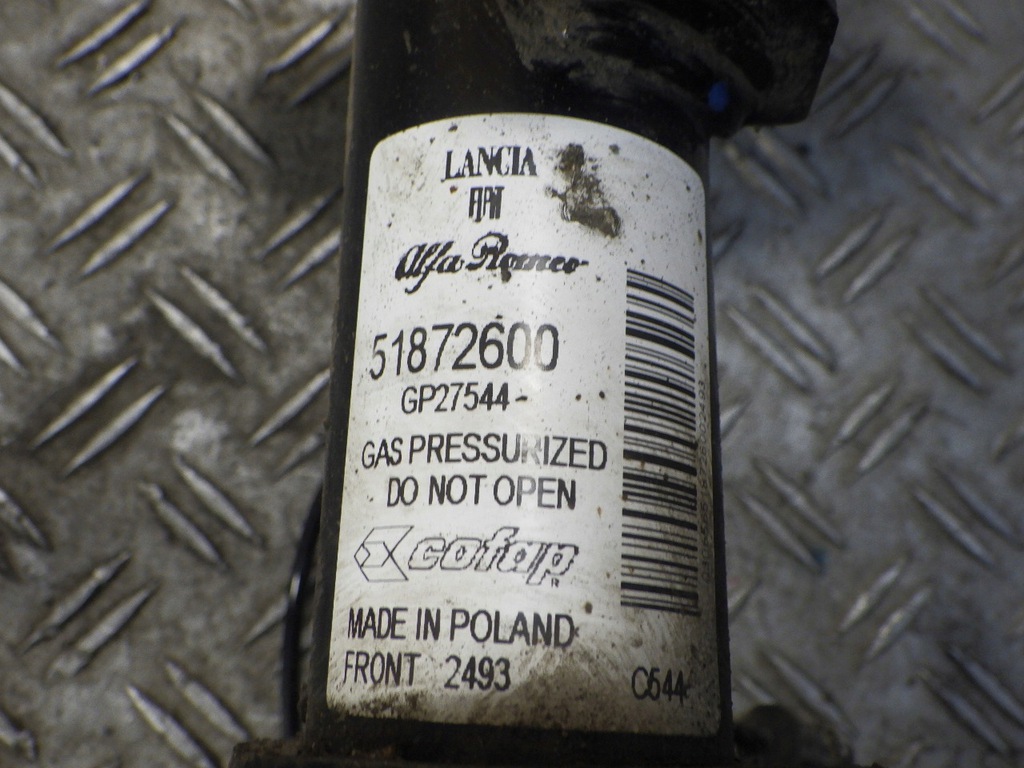 LANCIA
FIAT
Alfa Romeo
51872600
GP27544-
GAS PRESSURIZED
DO NOT OPEN
cofap
MADE IN POLAND
FRONT 2493
C544